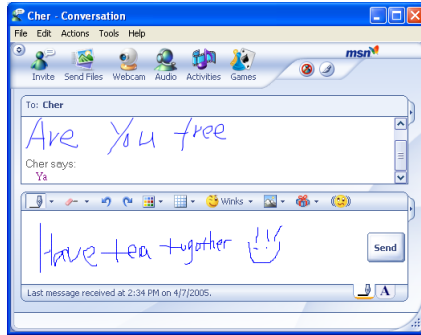 Cher - Conversation
File Edit Actions Tools Help
msn
Invite Send Files Webcam Audio Activities Games
To: Cher
Are You free
Cher says:
Ya
Winks
Have tea tugother
Send
Last message received at 2:34 PM on 4/7/2005.
A